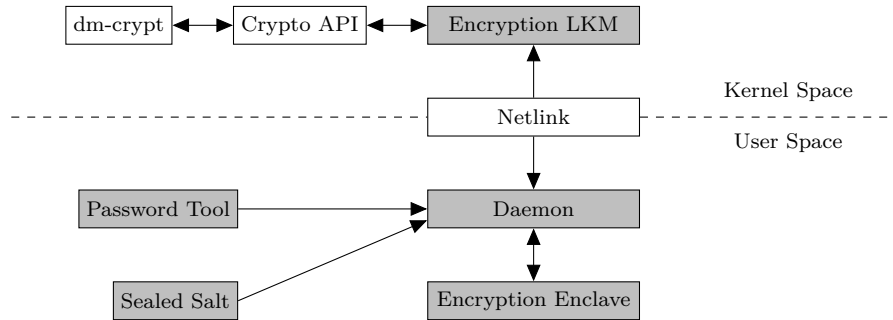 dm-crypt
Crypto API
Encryption LKM
Kernel Space
Netlink
User Space
Password Tool
Daemon
Sealed Salt
Encryption Enclave